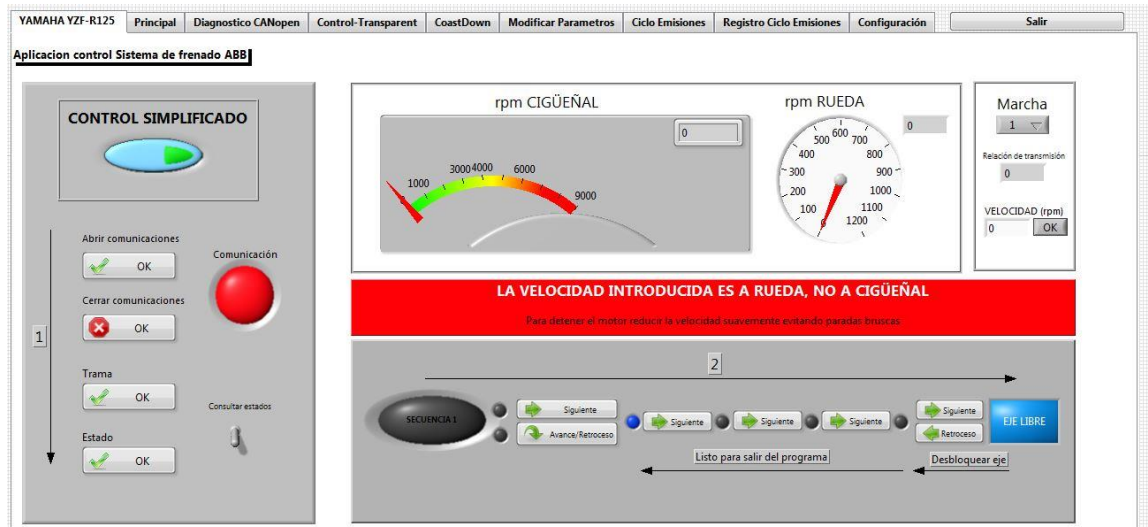 YAMAHA YZF-R125 Principal Diagnostico CANopen Control-Transparent CoastDown Modificar Parametros Ciclo Emisiones Registro Ciclo Emisiones Configuración Salir
Aplicacion control Sistema de frenado ABB
CONTROL SIMPLIFICADO
1
Abrir comunicaciones
OK
Comunicación
Cerrar comunicaciones
OK
Trama
OK
Consultar estados
Estado
OK
rpm CIGÜEÑAL
0
0 1000 3000 4000 6000 9000
rpm RUEDA
0
0 100 200 300 400 500 600 700 800 900 1000 1100 1200
Marcha
1
Relación de transmisión
0
VELOCIDAD (rpm)
0 OK
LA VELOCIDAD INTRODUCIDA ES A RUEDA, NO A CIGÜEÑAL
Para detener el motor reducir la velocidad suavemente evitando paradas bruscas
2
SECUENCIA 1
Siguiente
Avance/Retroceso
Siguiente
Siguiente
Siguiente
Siguiente
Retroceso
EJE LIBRE
Listo para salir del programa
Desbloquear eje